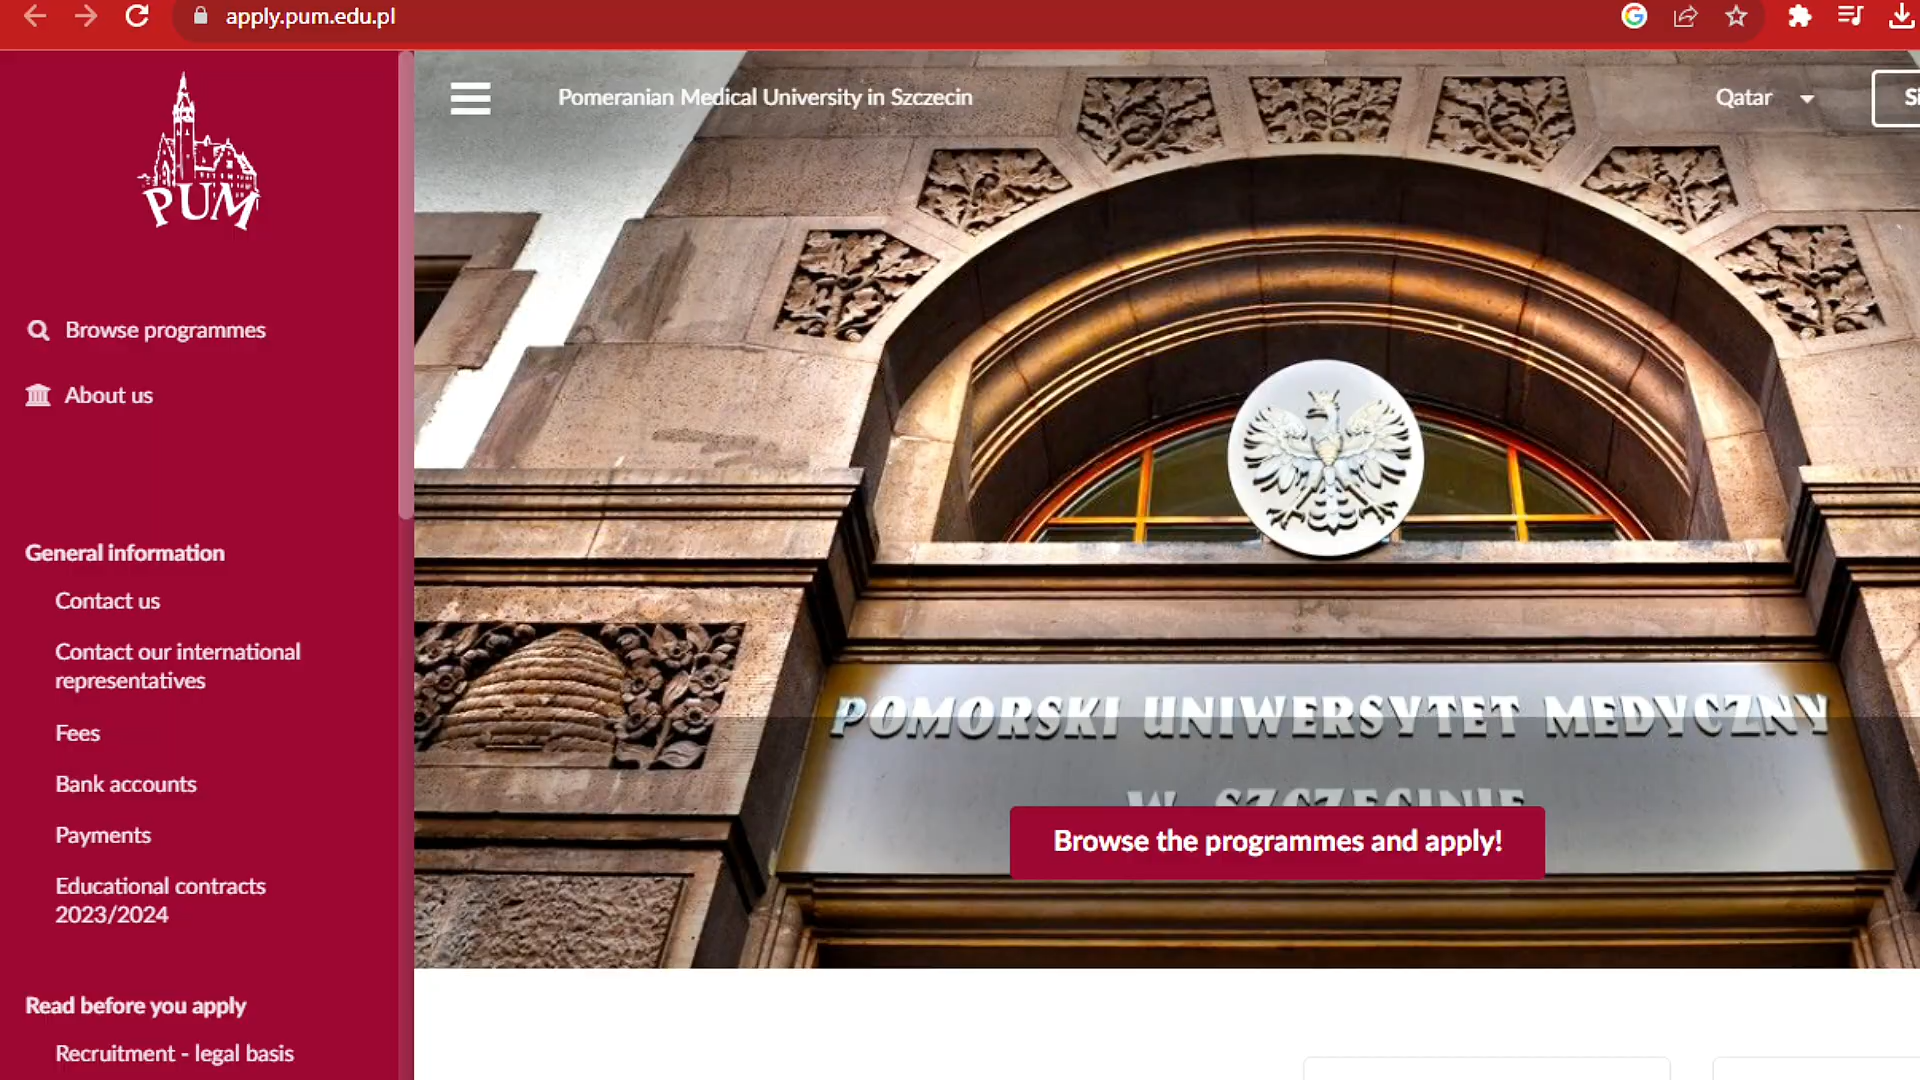 apply.pum.edu.pl
Pomeranian Medical University in Szczecin
Qatar
PUM
Browse programmes
About us
General information
Contact us
Contact our international
representatives
Fees
Bank accounts
Payments
Educational contracts
2023/2024
Read before you apply
Recruitment - legal basis
POMORSKI UNIWERSYTET MEDYCZNY
W SZCZECINIE
Browse the programmes and apply!